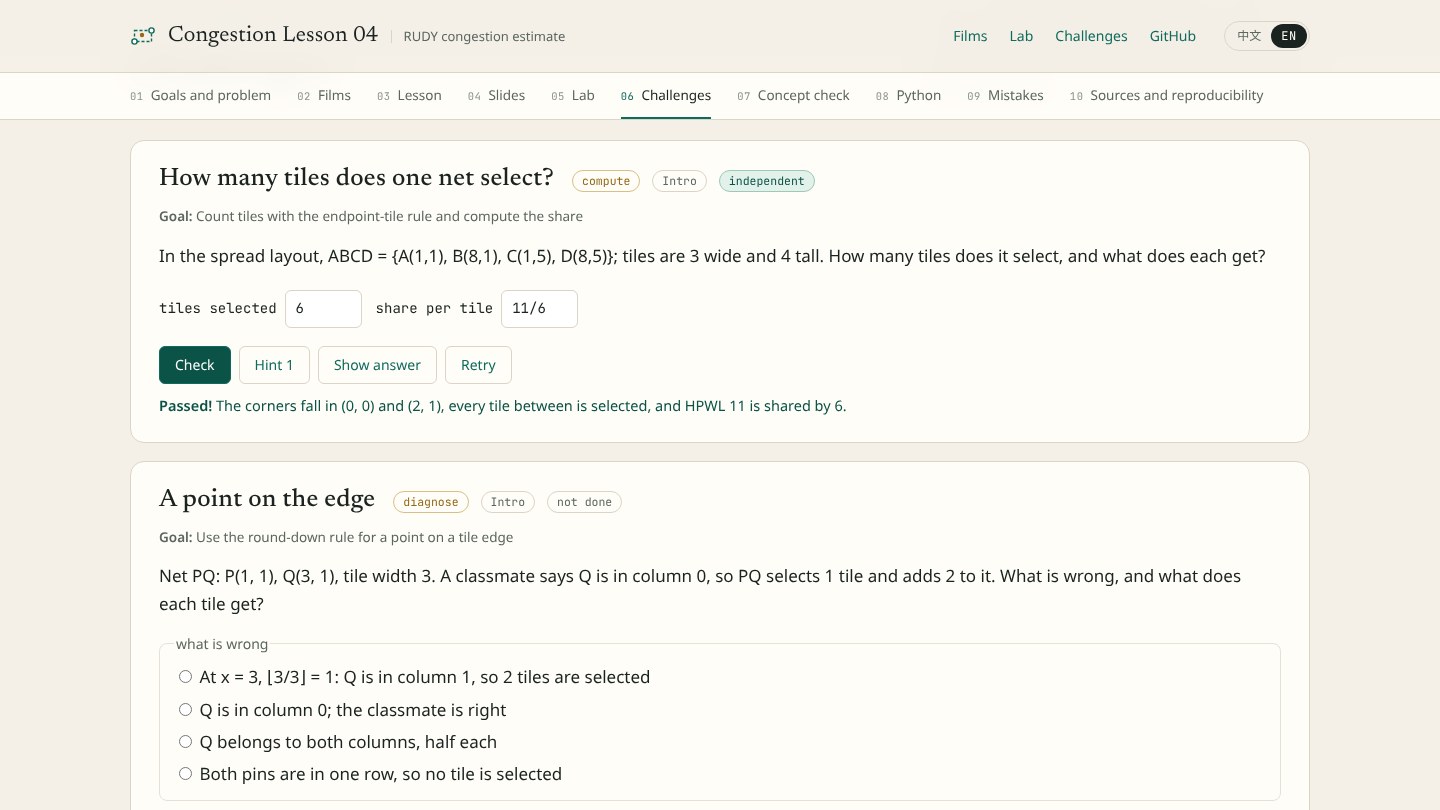 Congestion Lesson 04
RUDY congestion estimate
Films
Lab
Challenges
GitHub
中文
EN
01 Goals and problem
02 Films
03 Lesson
04 Slides
05 Lab
06 Challenges
07 Concept check
08 Python
09 Mistakes
10 Sources and reproducibility
How many tiles does one net select?
compute
Intro
independent
Goal: Count tiles with the endpoint-tile rule and compute the share
In the spread layout, ABCD = {A(1,1), B(8,1), C(1,5), D(8,5)}; tiles are 3 wide and 4 tall. How many tiles does it select, and what does each get?
tiles selected
6
share per tile
11/6
Check
Hint 1
Show answer
Retry
Passed! The corners fall in (0, 0) and (2, 1), every tile between is selected, and HPWL 11 is shared by 6.
A point on the edge
diagnose
Intro
not done
Goal: Use the round-down rule for a point on a tile edge
Net PQ: P(1, 1), Q(3, 1), tile width 3. A classmate says Q is in column 0, so PQ selects 1 tile and adds 2 to it. What is wrong, and what does
each tile get?
what is wrong
At x = 3, ⌊3/3⌋ = 1: Q is in column 1, so 2 tiles are selected
Q is in column 0; the classmate is right
Q belongs to both columns, half each
Both pins are in one row, so no tile is selected